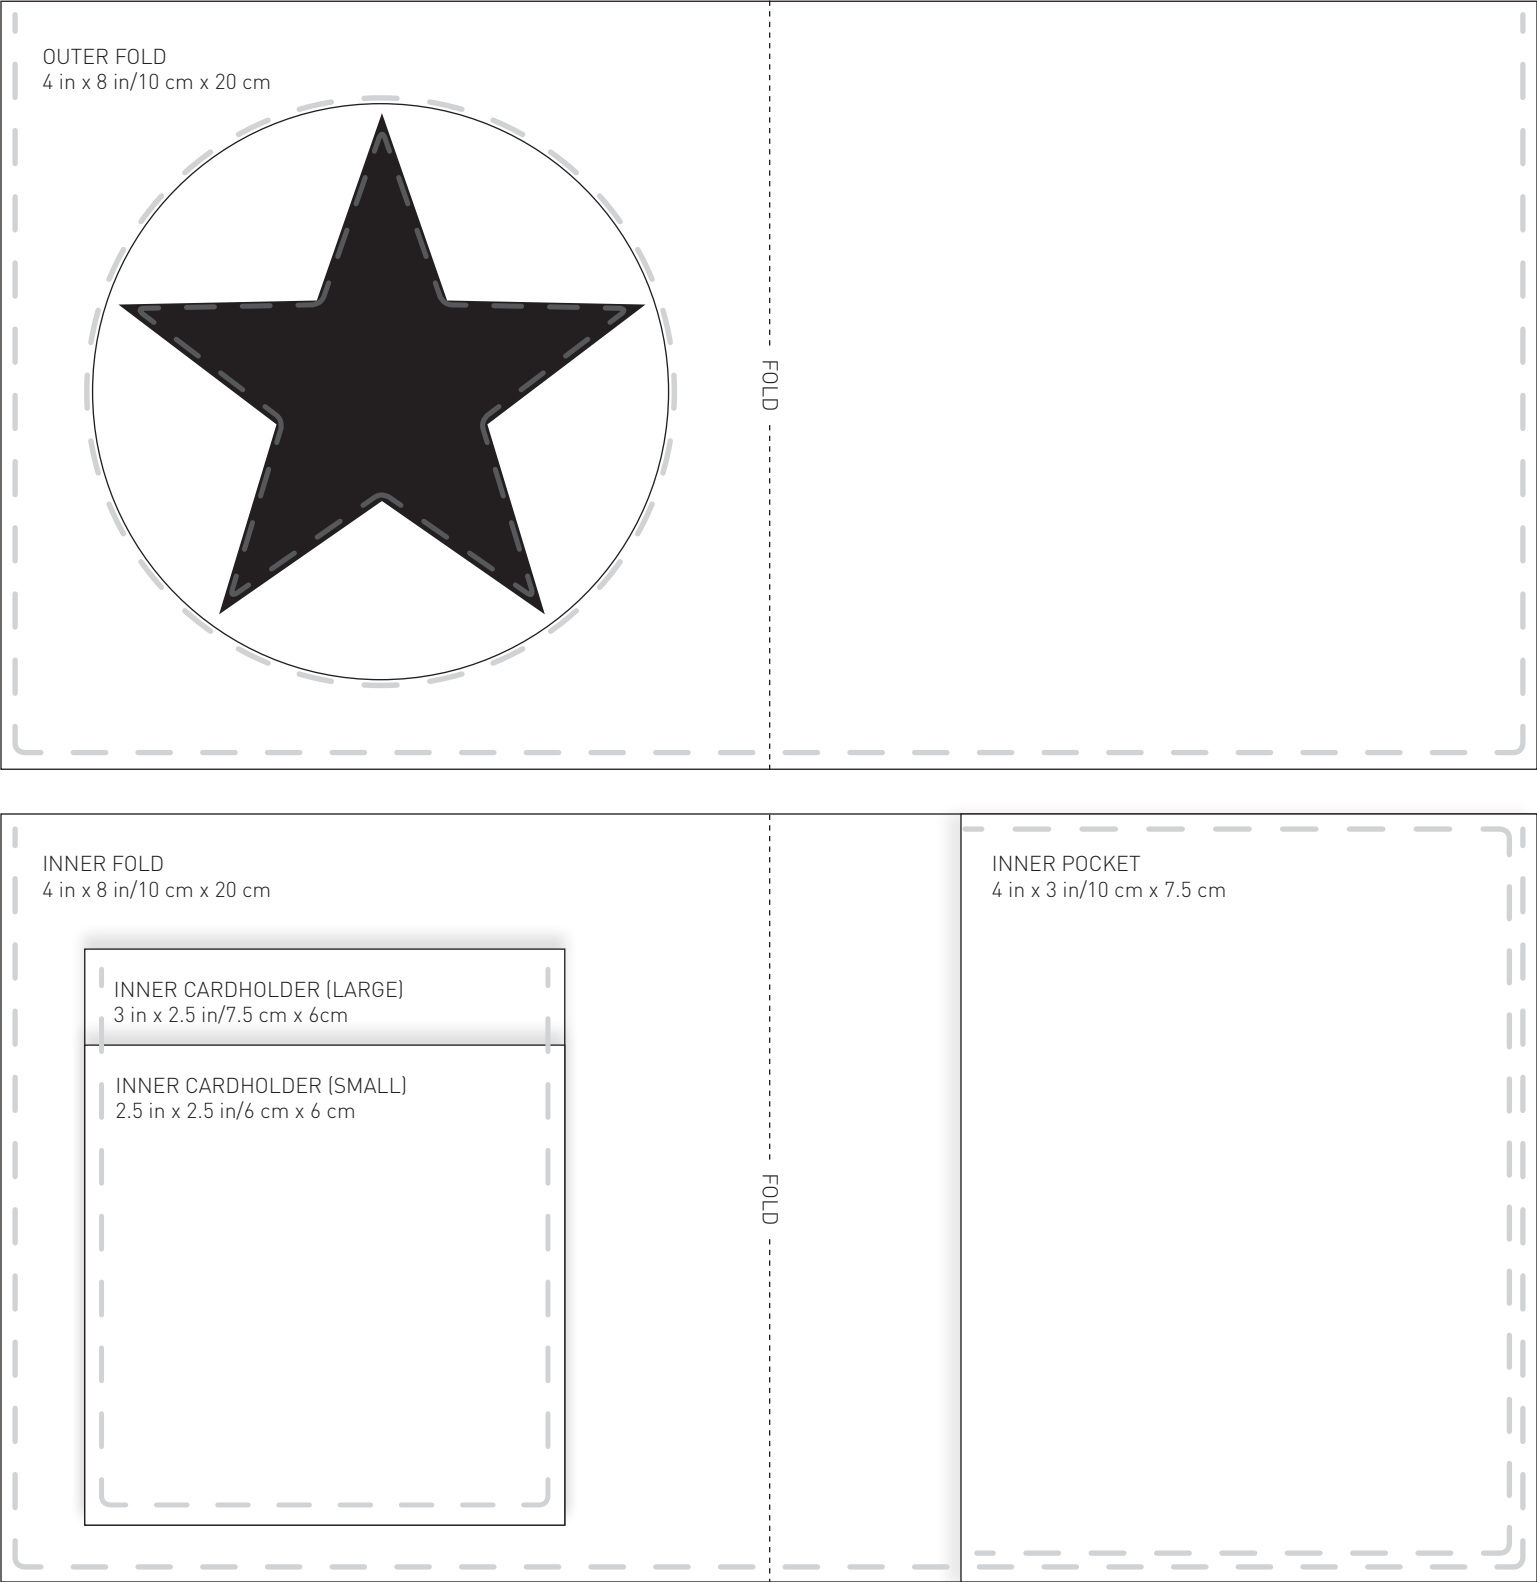 OUTER FOLD
4 in x 8 in/10 cm x 20 cm
FOLD
INNER FOLD
4 in x 8 in/10 cm x 20 cm
INNER POCKET
4 in x 3 in/10 cm x 7.5 cm
INNER CARDHOLDER (LARGE)
3 in x 2.5 in/7.5 cm x 6cm
INNER CARDHOLDER (SMALL)
2.5 in x 2.5 in/6 cm x 6 cm
FOLD